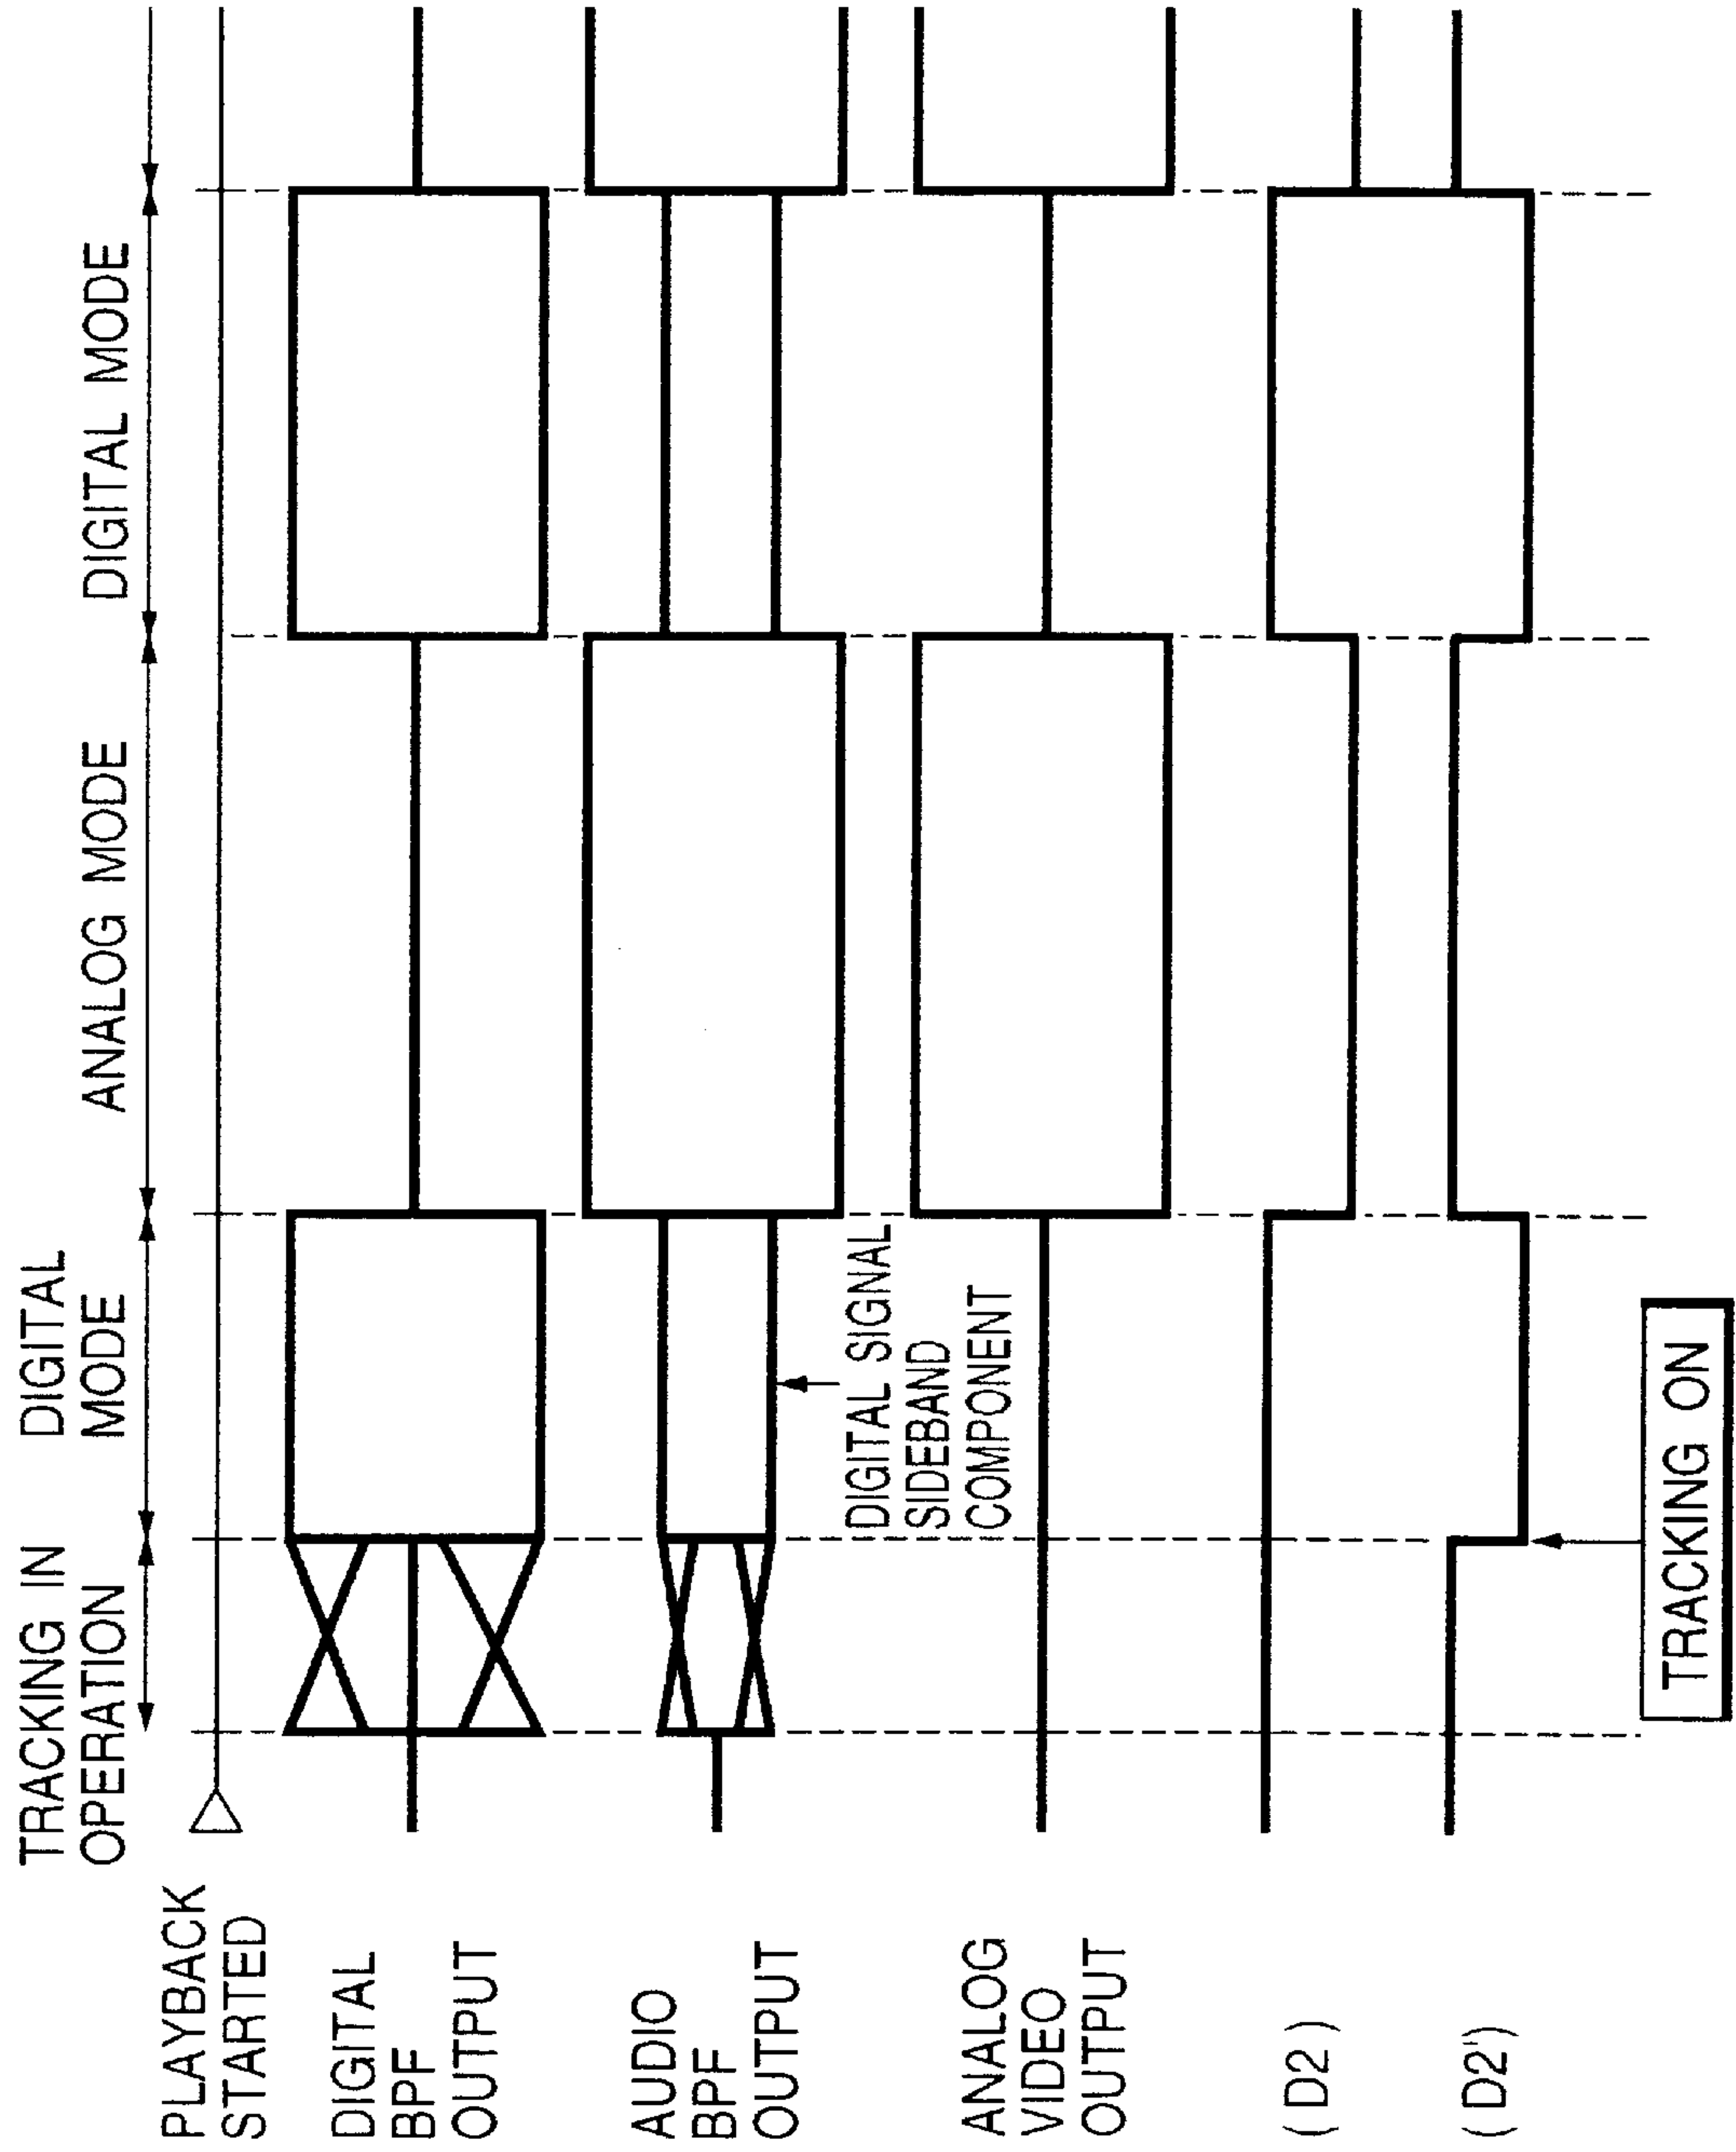 TRACKING IN
OPERATION
DIGITAL
MODE
ANALOG MODE
DIGITAL MODE
PLAYBACK
STARTED
DIGITAL
BPF
OUTPUT
AUDIO
BPF
OUTPUT
DIGITAL SIGNAL
SIDEBAND
COMPONENT
ANALOG
VIDEO
OUTPUT
( D2 )
( D2')
TRACKING ON